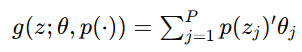 g(z; θ, p(·)) = ∑_{j=1}^{P} p(z_j)′θ_j